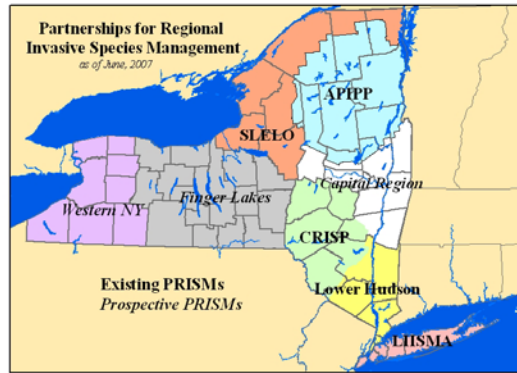 Partnerships for Regional
Invasive Species Management
as of June, 2007
APIPP
SLELO
Capital Region
Finger Lakes
Western NY
CRISP
Existing PRISMs
Prospective PRISMs
Lower Hudson
LIISMA